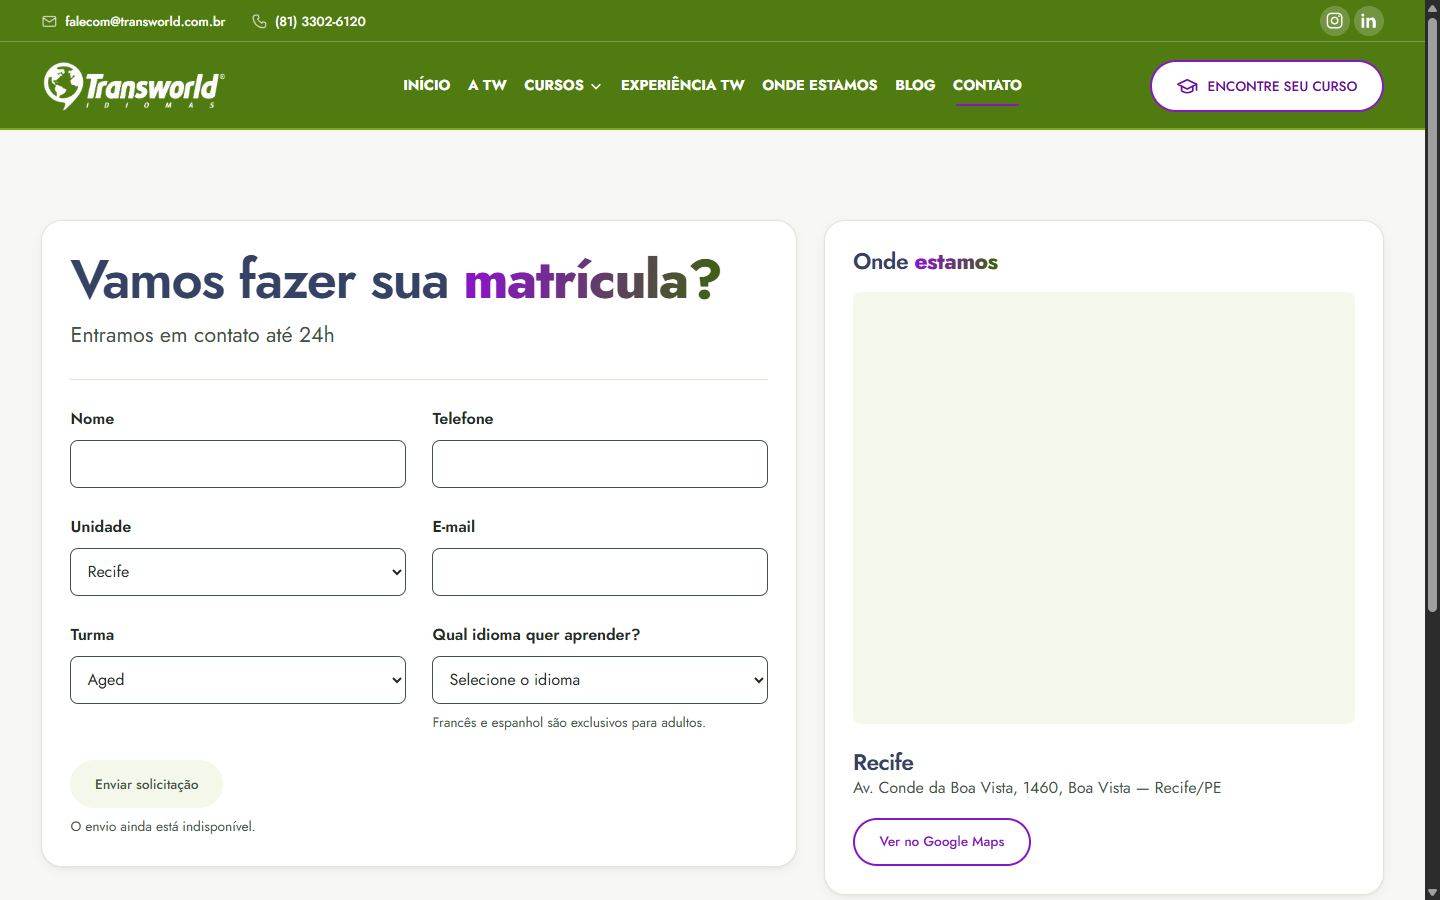 falecom@transworld.com.br (81) 3302-6120
in
Transworld®
IDIOMAS
INÍCIO A TW CURSOS EXPERIÊNCIA TW ONDE ESTAMOS BLOG CONTATO
ENCONTRE SEU CURSO
Vamos fazer sua matrícula?
Entramos em contato até 24h
Nome
Telefone
Unidade
Recife
E-mail
Turma
Aged
Qual idioma quer aprender?
Selecione o idioma
Francês e espanhol são exclusivos para adultos.
Enviar solicitação
O envio ainda está indisponível.
Onde estamos
Recife
Av. Conde da Boa Vista, 1460, Boa Vista — Recife/PE
Ver no Google Maps